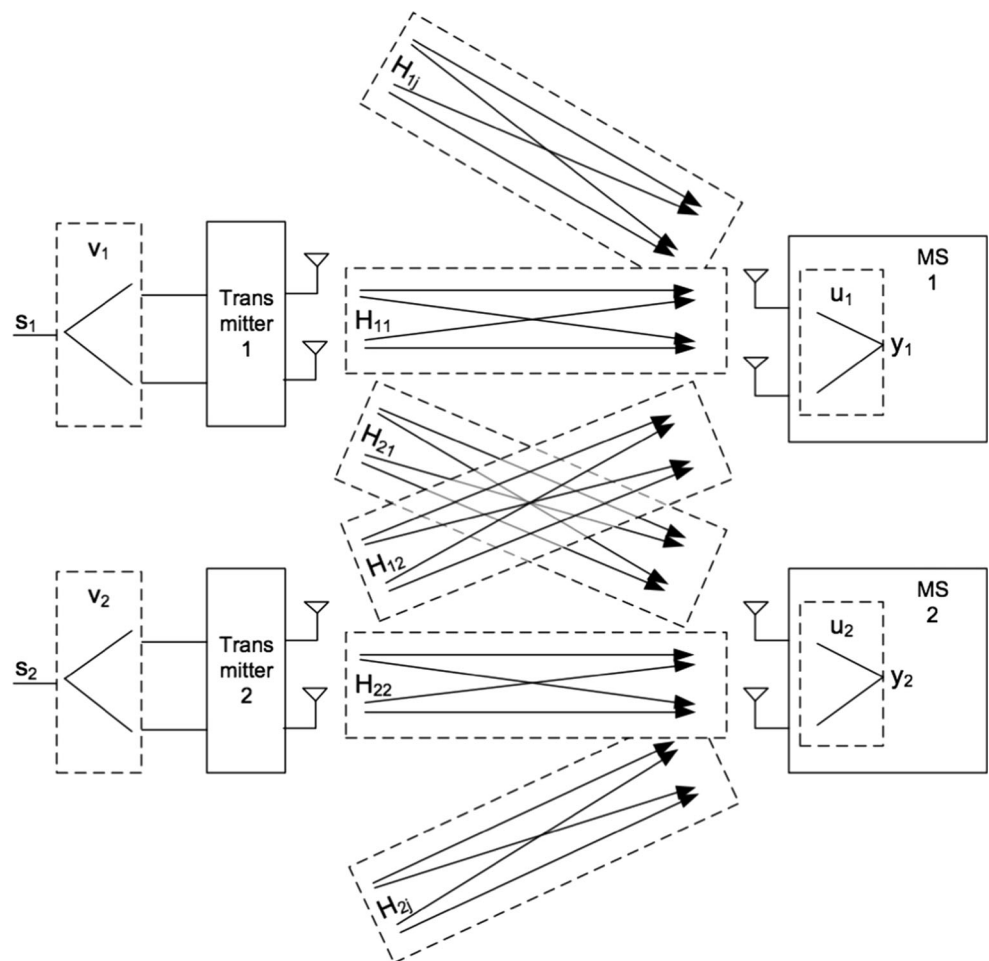 H1j
v1
Trans
mitter
1
s1
H11
MS
1
u1
y1
H21
H12
v2
Trans
mitter
2
s2
H22
MS
2
u2
y2
H2j